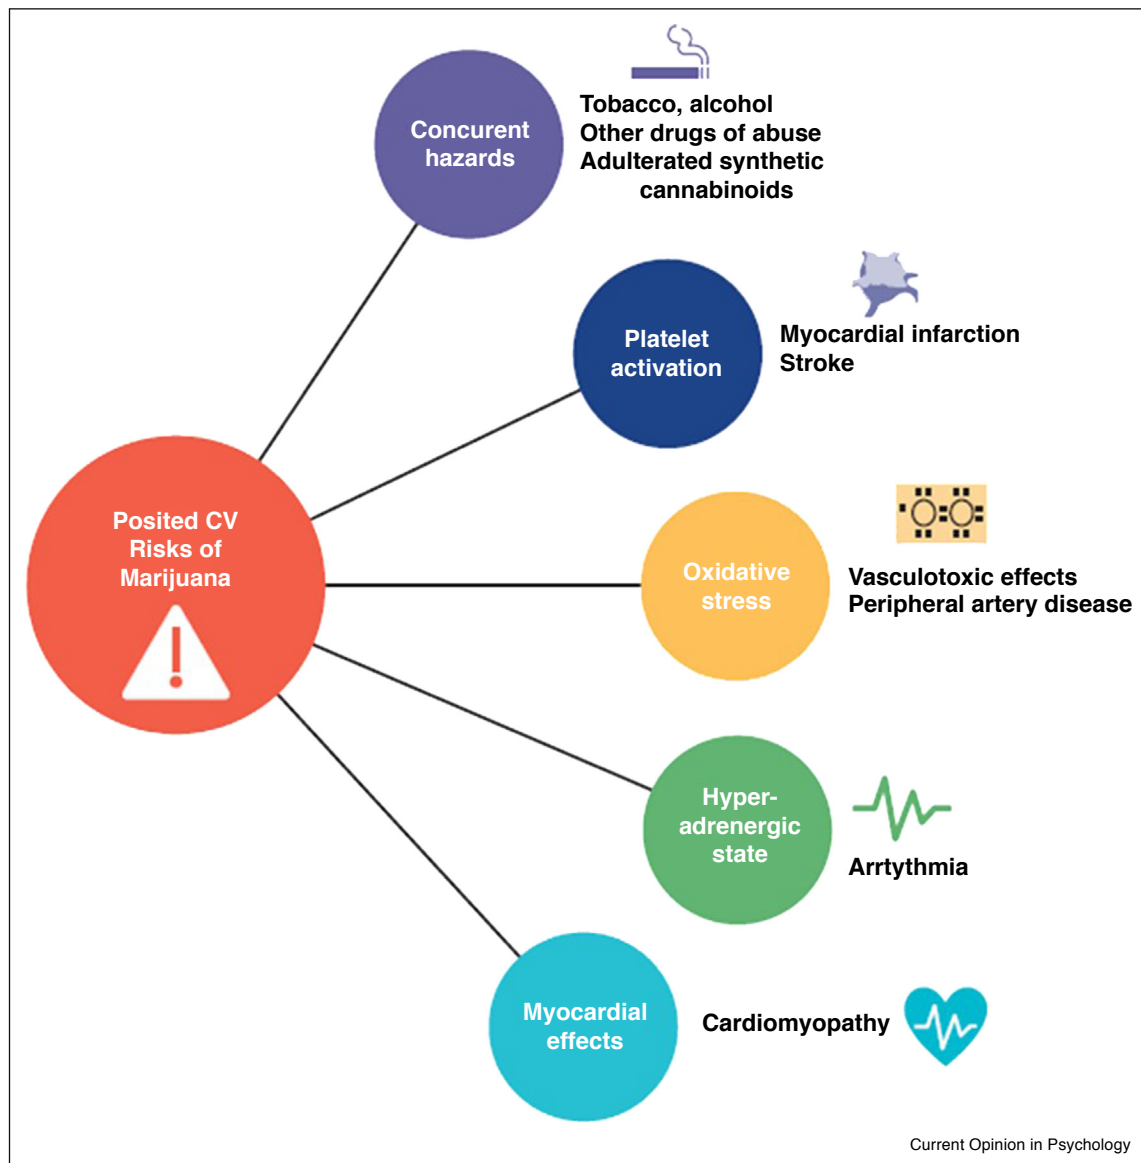 Concurent
hazards
Tobacco, alcohol
Other drugs of abuse
Adulterated synthetic
cannabinoids
Platelet
activation
Myocardial infarction
Stroke
Posited CV
Risks of
Marijuana
!
Oxidative
stress
Vasculotoxic effects
Peripheral artery disease
Hyper-
adrenergic
state
Arrtythmia
Myocardial
effects
Cardiomyopathy
Current Opinion in Psychology